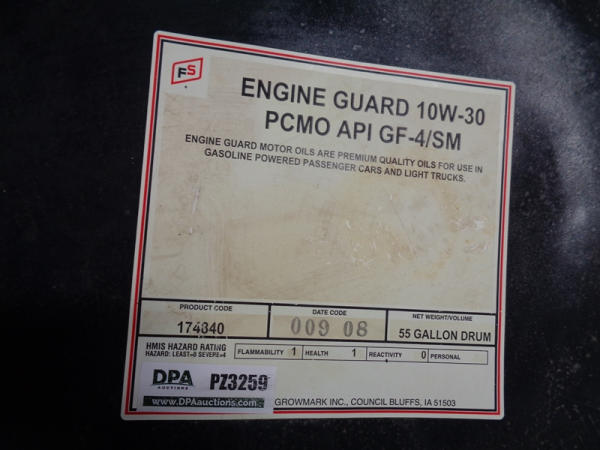 FS
ENGINE GUARD 10W-30
PCMO API GF-4/SM
ENGINE GUARD MOTOR OILS ARE PREMIUM QUALITY OILS FOR USE IN
GASOLINE POWERED PASSENGER CARS AND LIGHT TRUCKS.
PRODUCT CODE
174840
DATE CODE
009 08
NET WEIGHT/VOLUME
55 GALLON DRUM
HMIS HAZARD RATING
HAZARD: LEAST=0 SEVERE=4
FLAMMABILITY 1 HEALTH 1 REACTIVITY 0 PERSONAL
DPA
AUCTIONS
PZ3259
www.DPAauctions.com
GROWMARK INC., COUNCIL BLUFFS, IA 51503